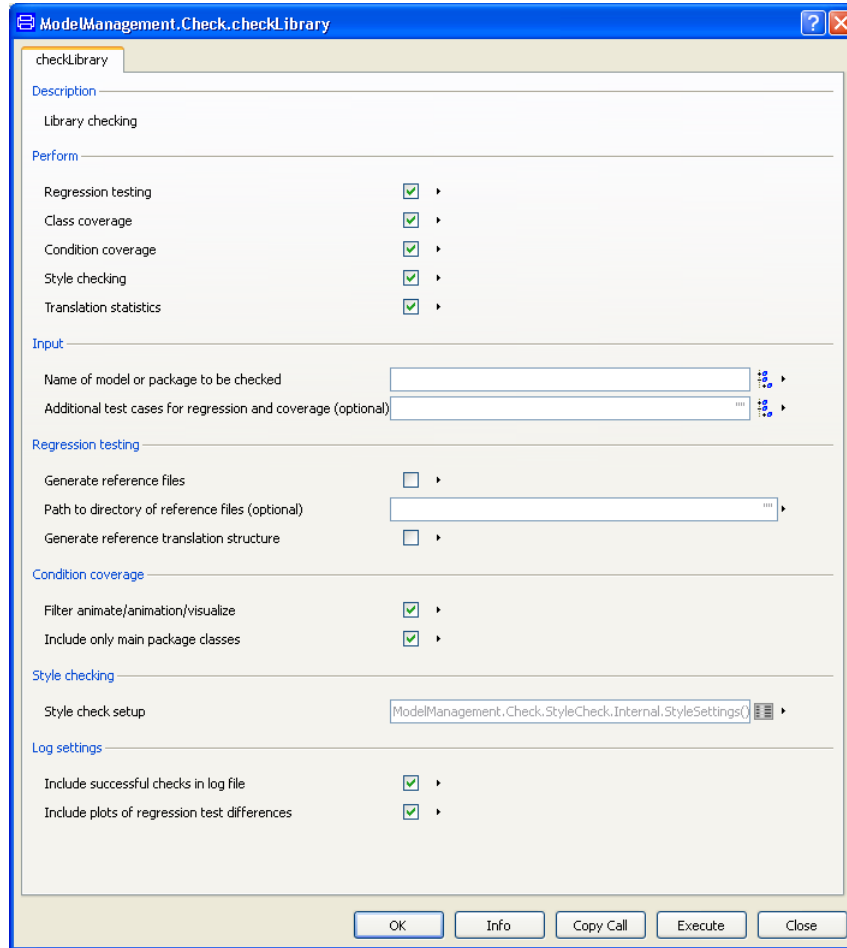 ModelManagement.Check.checkLibrary
checkLibrary
Description
Library checking
Perform
Regression testing
Class coverage
Condition coverage
Style checking
Translation statistics
Input
Name of model or package to be checked
Additional test cases for regression and coverage (optional) ""
Regression testing
Generate reference files
Path to directory of reference files (optional) ""
Generate reference translation structure
Condition coverage
Filter animate/animation/visualize
Include only main package classes
Style checking
Style check setup ModelManagement.Check.StyleCheck.Internal.StyleSettings()
Log settings
Include successful checks in log file
Include plots of regression test differences
OK Info Copy Call Execute Close